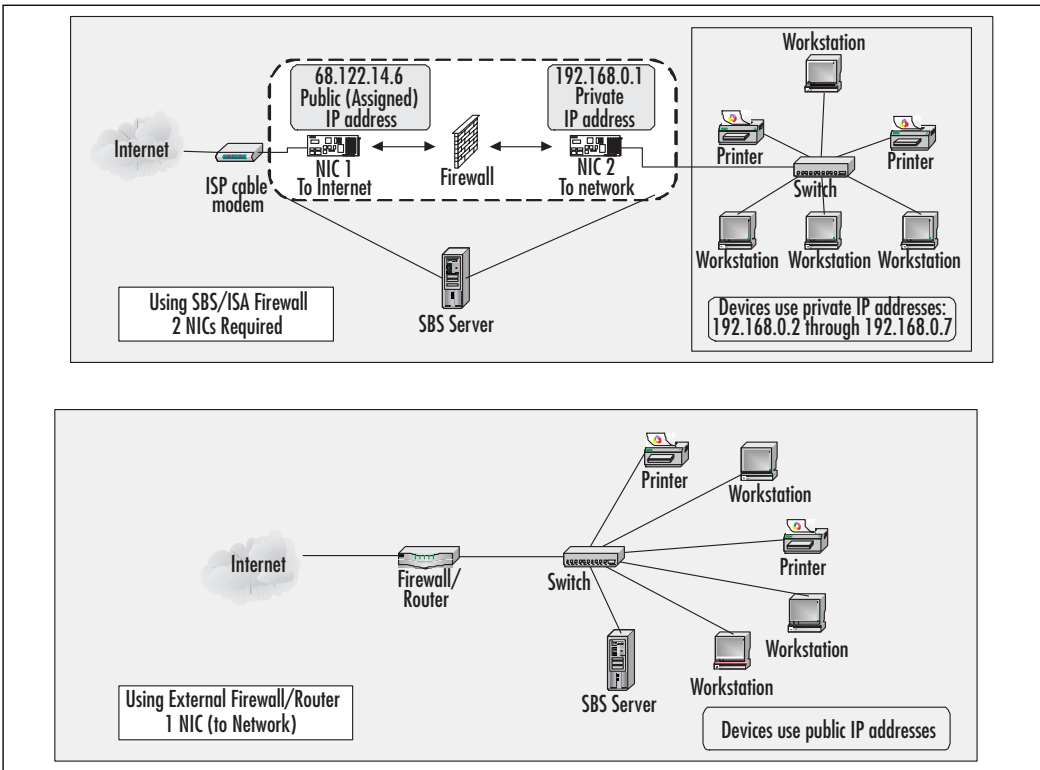 68.122.14.6
Public (Assigned)
IP address
192.168.0.1
Private
IP address
Internet
ISP cable
modem
NIC 1
To Internet
Firewall
NIC 2
To network
SBS Server
Using SBS/ISA Firewall
2 NICs Required
Workstation
Printer
Printer
Switch
Workstation
Workstation
Workstation
Devices use private IP addresses:
192.168.0.2 through 192.168.0.7
Internet
Firewall/
Router
Switch
Printer
Workstation
Printer
Workstation
Workstation
SBS Server
Using External Firewall/Router
1 NIC (to Network)
Devices use public IP addresses